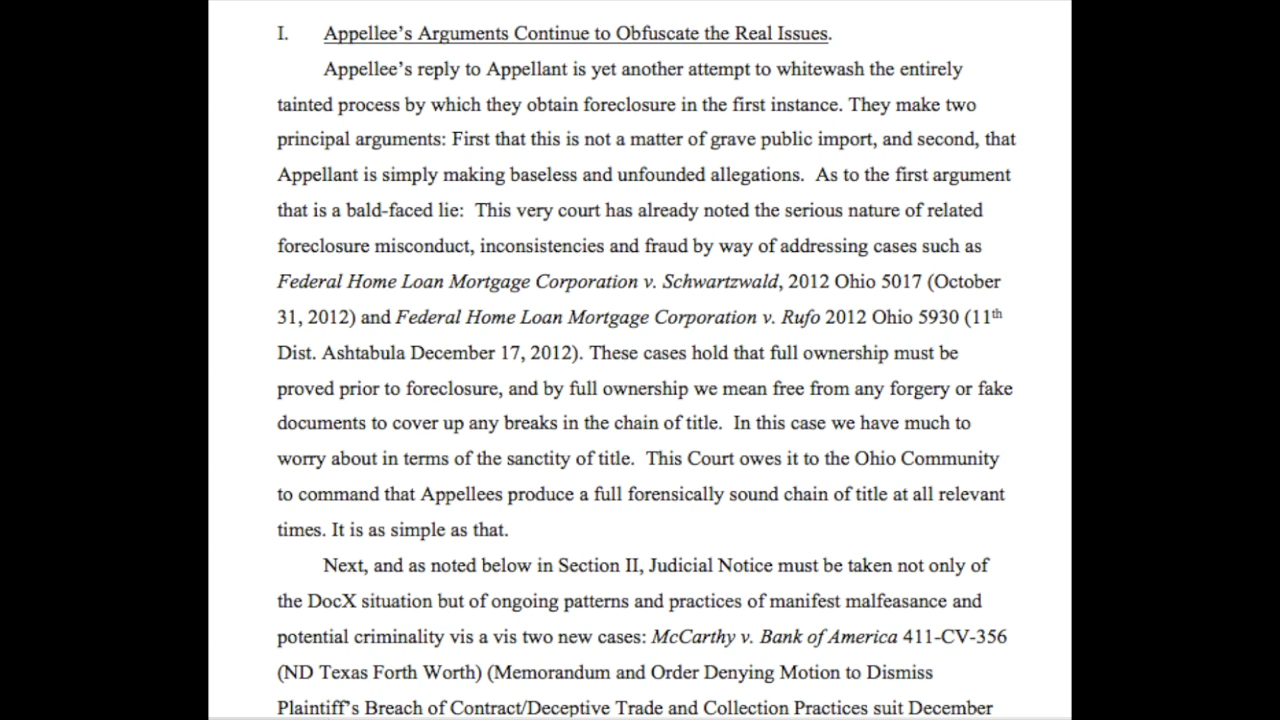 I. Appellee's Arguments Continue to Obfuscate the Real Issues.
Appellee's reply to Appellant is yet another attempt to whitewash the entirely
tainted process by which they obtain foreclosure in the first instance. They make two
principal arguments: First that this is not a matter of grave public import, and second, that
Appellant is simply making baseless and unfounded allegations.  As to the first argument
that is a bald-faced lie:  This very court has already noted the serious nature of related
foreclosure misconduct, inconsistencies and fraud by way of addressing cases such as
Federal Home Loan Mortgage Corporation v. Schwartzwald, 2012 Ohio 5017 (October
31, 2012) and Federal Home Loan Mortgage Corporation v. Rufo 2012 Ohio 5930 (11th
Dist. Ashtabula December 17, 2012). These cases hold that full ownership must be
proved prior to foreclosure, and by full ownership we mean free from any forgery or fake
documents to cover up any breaks in the chain of title.  In this case we have much to
worry about in terms of the sanctity of title.  This Court owes it to the Ohio Community
to command that Appellees produce a full forensically sound chain of title at all relevant
times. It is as simple as that.
Next, and as noted below in Section II, Judicial Notice must be taken not only of
the DocX situation but of ongoing patterns and practices of manifest malfeasance and
potential criminality vis a vis two new cases: McCarthy v. Bank of America 411-CV-356
(ND Texas Forth Worth) (Memorandum and Order Denying Motion to Dismiss
Plaintiff's Breach of Contract/Deceptive Trade and Collection Practices suit December